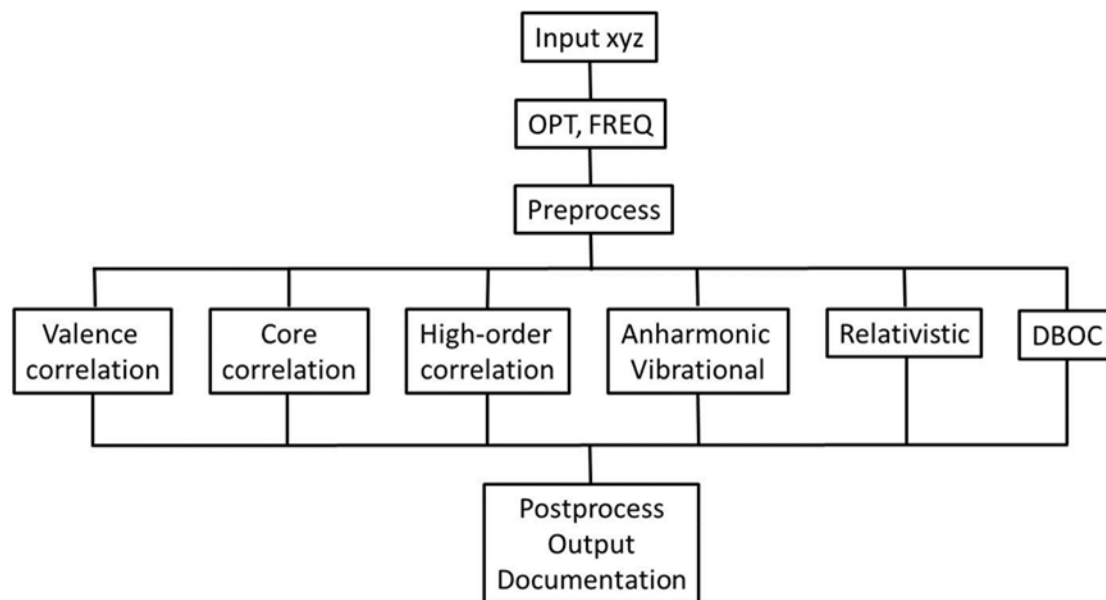 Input xyz
OPT, FREQ
Preprocess
Valence
correlation
Core
correlation
High-order
correlation
Anharmonic
Vibrational
Relativistic
DBOC
Postprocess
Output
Documentation